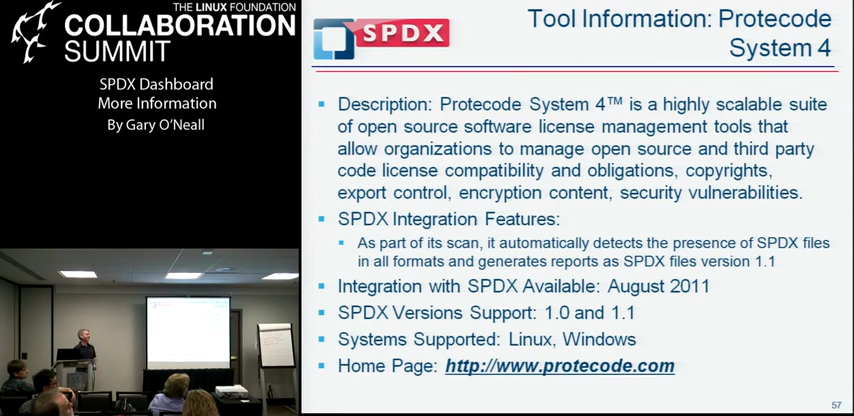 THE LINUX FOUNDATION
COLLABORATION
SUMMIT
SPDX Dashboard
More Information
By Gary O'Neall
SPDX
Tool Information: Protecode
System 4
Description: Protecode System 4™ is a highly scalable suite
of open source software license management tools that
allow organizations to manage open source and third party
code license compatibility and obligations, copyrights,
export control, encryption content, security vulnerabilities.
SPDX Integration Features:
As part of its scan, it automatically detects the presence of SPDX files
in all formats and generates reports as SPDX files version 1.1
Integration with SPDX Available: August 2011
SPDX Versions Support: 1.0 and 1.1
Systems Supported: Linux, Windows
Home Page: http://www.protecode.com
57